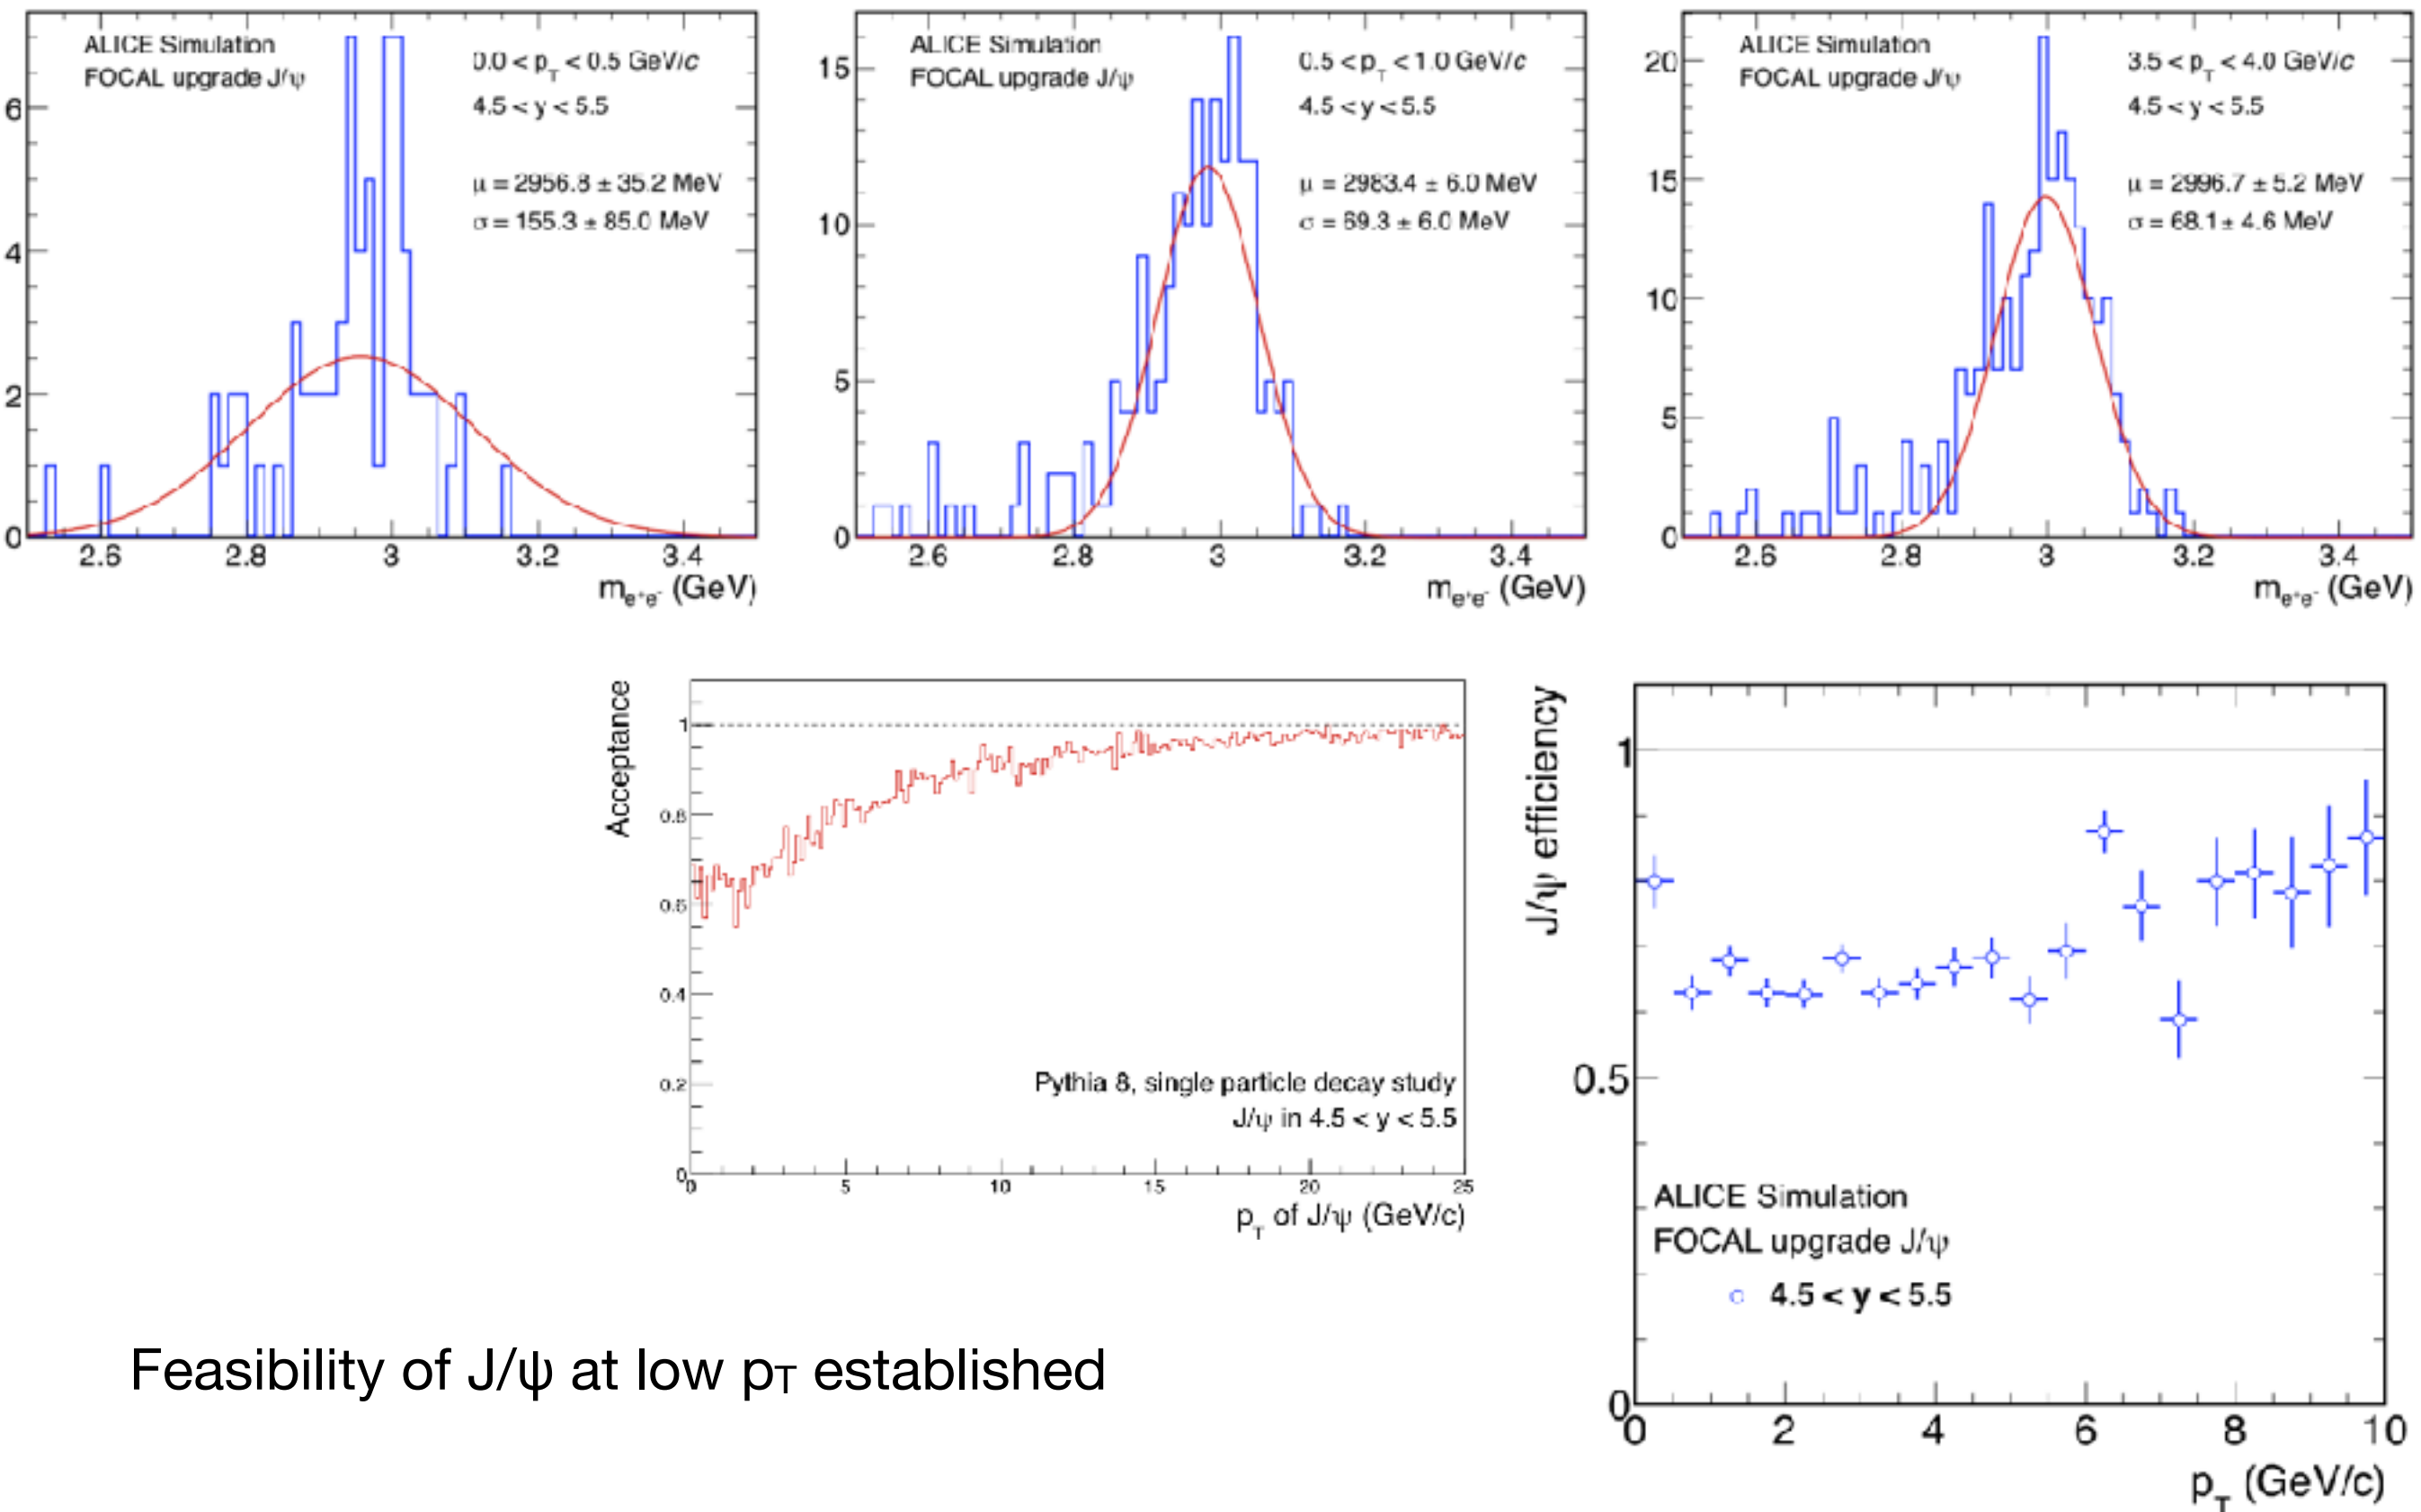 ALICE Simulation
FOCAL upgrade J/ψ
0.0 < pT < 0.5 GeV/c
4.5 < y < 5.5
μ = 2956.8 ± 35.2 MeV
σ = 155.3 ± 85.0 MeV
6
4
2
0
2.6 2.8 3 3.2 3.4
me+e- (GeV)
ALICE Simulation
FOCAL upgrade J/ψ
0.5 < pT < 1.0 GeV/c
4.5 < y < 5.5
μ = 2983.4 ± 6.0 MeV
σ = 69.3 ± 6.0 MeV
15
10
5
0
2.6 2.8 3 3.2 3.4
me+e- (GeV)
ALICE Simulation
FOCAL upgrade J/ψ
3.5 < pT < 4.0 GeV/c
4.5 < y < 5.5
μ = 2996.7 ± 5.2 MeV
σ = 68.1 ± 4.6 MeV
20
15
10
5
0
2.6 2.8 3 3.2 3.4
me+e- (GeV)
Acceptance
1
0.8
0.6
0.4
0.2
0
0 5 10 15 20 25
Pythia 8, single particle decay study
J/ψ in 4.5 < y < 5.5
pT of J/ψ (GeV/c)
J/ψ efficiency
1
0.5
0
ALICE Simulation
FOCAL upgrade J/ψ
4.5 < y < 5.5
0 2 4 6 8 10
pT (GeV/c)
Feasibility of J/ψ at low pT established